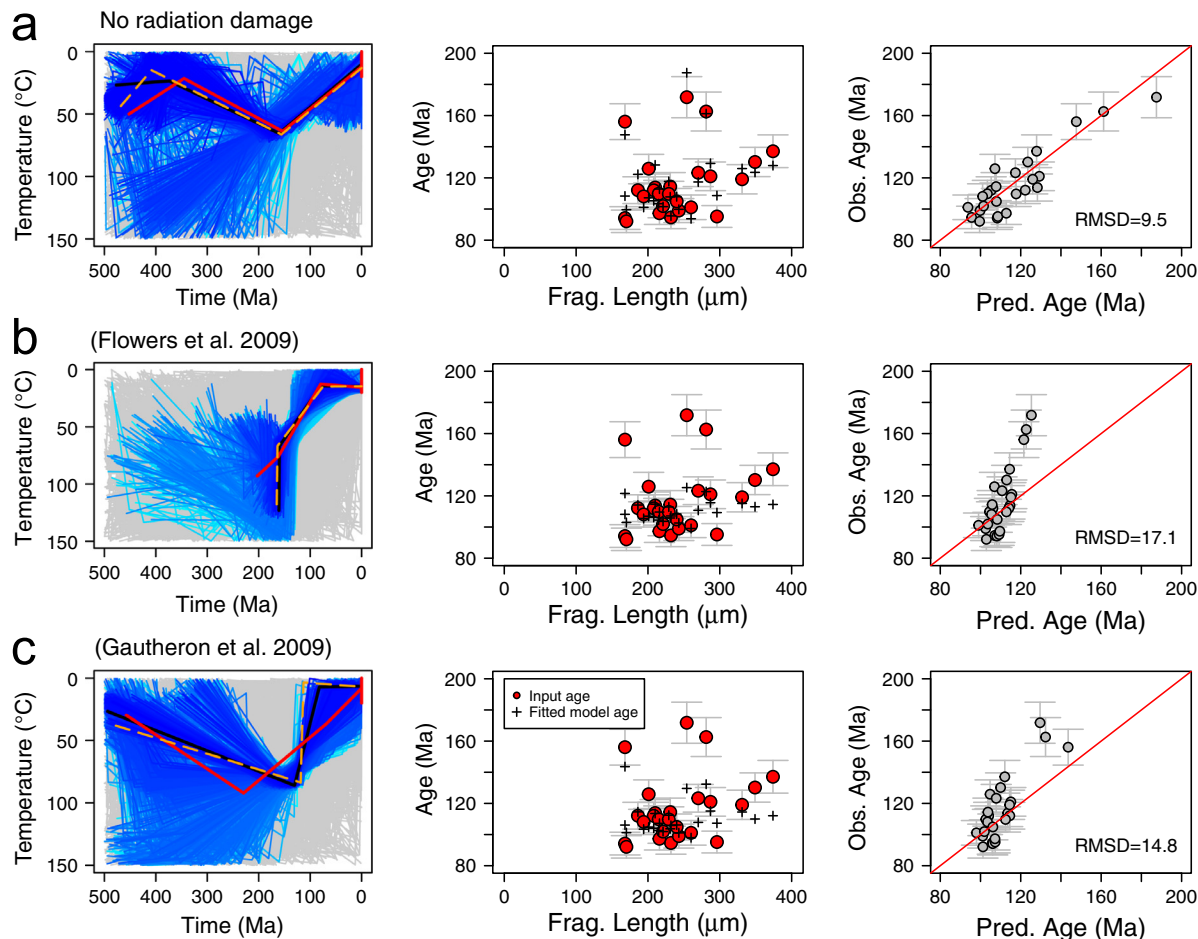 a
No radiation damage
Temperature (°C)
0
50
100
150
500
400
300
200
100
0
Time (Ma)
Age (Ma)
200
160
120
80
0
100
200
300
400
Frag. Length (μm)
Obs. Age (Ma)
200
160
120
80
RMSD=9.5
80
120
160
200
Pred. Age (Ma)
b
(Flowers et al. 2009)
Temperature (°C)
0
50
100
150
500
400
300
200
100
0
Time (Ma)
Age (Ma)
200
160
120
80
0
100
200
300
400
Frag. Length (μm)
Obs. Age (Ma)
200
160
120
80
RMSD=17.1
80
120
160
200
Pred. Age (Ma)
c
(Gautheron et al. 2009)
Temperature (°C)
0
50
100
150
500
400
300
200
100
0
Time (Ma)
Age (Ma)
200
160
120
80
Input age
Fitted model age
0
100
200
300
400
Frag. Length (μm)
Obs. Age (Ma)
200
160
120
80
RMSD=14.8
80
120
160
200
Pred. Age (Ma)